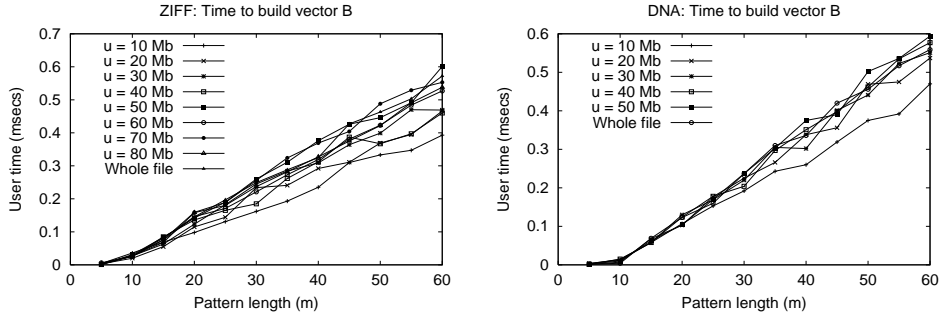 ZIFF: Time to build vector B
0.7
0.6
0.5
0.4
0.3
0.2
0.1
0
User time (msecs)
u = 10 Mb
u = 20 Mb
u = 30 Mb
u = 40 Mb
u = 50 Mb
u = 60 Mb
u = 70 Mb
u = 80 Mb
Whole file
0 10 20 30 40 50 60
Pattern length (m)
DNA: Time to build vector B
0.6
0.5
0.4
0.3
0.2
0.1
0
User time (msecs)
u = 10 Mb
u = 20 Mb
u = 30 Mb
u = 40 Mb
u = 50 Mb
Whole file
0 10 20 30 40 50 60
Pattern length (m)